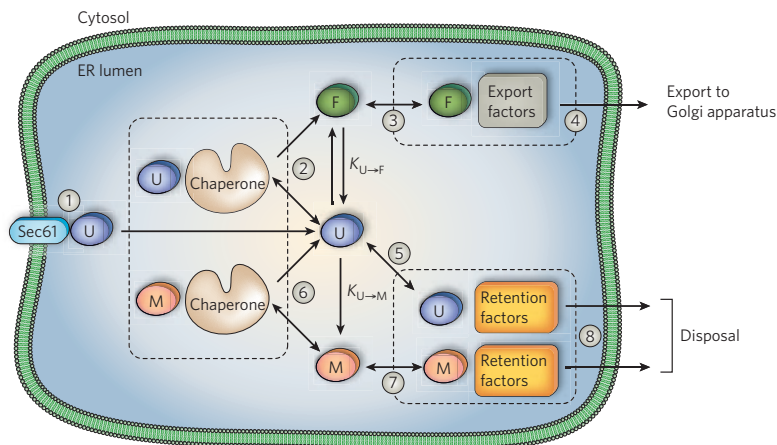 Cytosol
ER lumen
F
F
Export
factors
Export to
Golgi apparatus
3
4
U
Chaperone
2
K U→F
1
Sec61
U
U
5
M
Chaperone
6
K U→M
U
Retention
factors
8
Disposal
M
7
M
Retention
factors